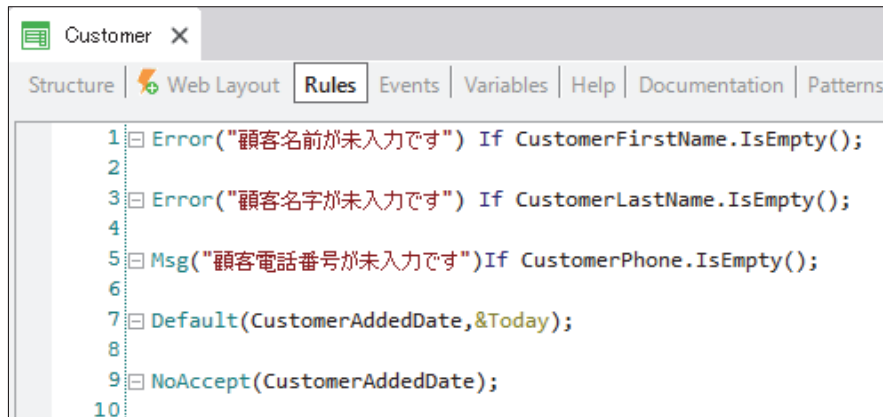 Customer ×
Structure Web Layout Rules Events Variables Help Documentation Patterns
1 Error("顧客名前が未入力です") If CustomerFirstName.IsEmpty();
2
3 Error("顧客名字が未入力です") If CustomerLastName.IsEmpty();
4
5 Msg("顧客電話番号が未入力です")If CustomerPhone.IsEmpty();
6
7 Default(CustomerAddedDate,&Today);
8
9 NoAccept(CustomerAddedDate);
10